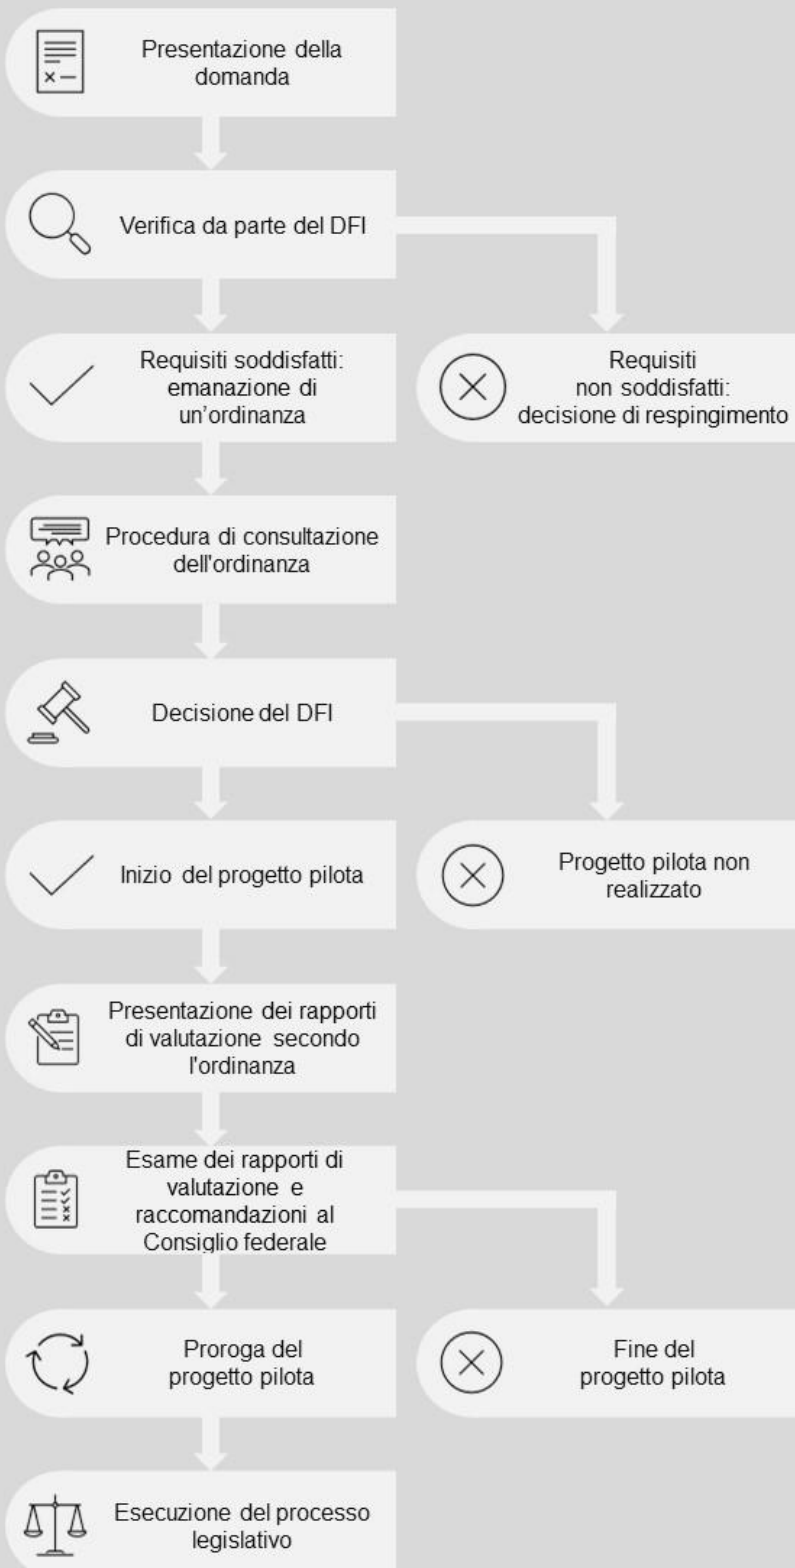 Presentazione della
domanda
Verifica da parte del DFI
Requisiti soddisfatti:
emanazione di
un'ordinanza
Requisiti
non soddisfatti:
decisione di respingimento
Procedura di consultazione
dell'ordinanza
Decisione del DFI
Inizio del progetto pilota
Progetto pilota non
realizzato
Presentazione dei rapporti
di valutazione secondo
l'ordinanza
Esame dei rapporti di
valutazione e
raccomandazioni al
Consiglio federale
Proroga del
progetto pilota
Fine del
progetto pilota
Esecuzione del processo
legislativo